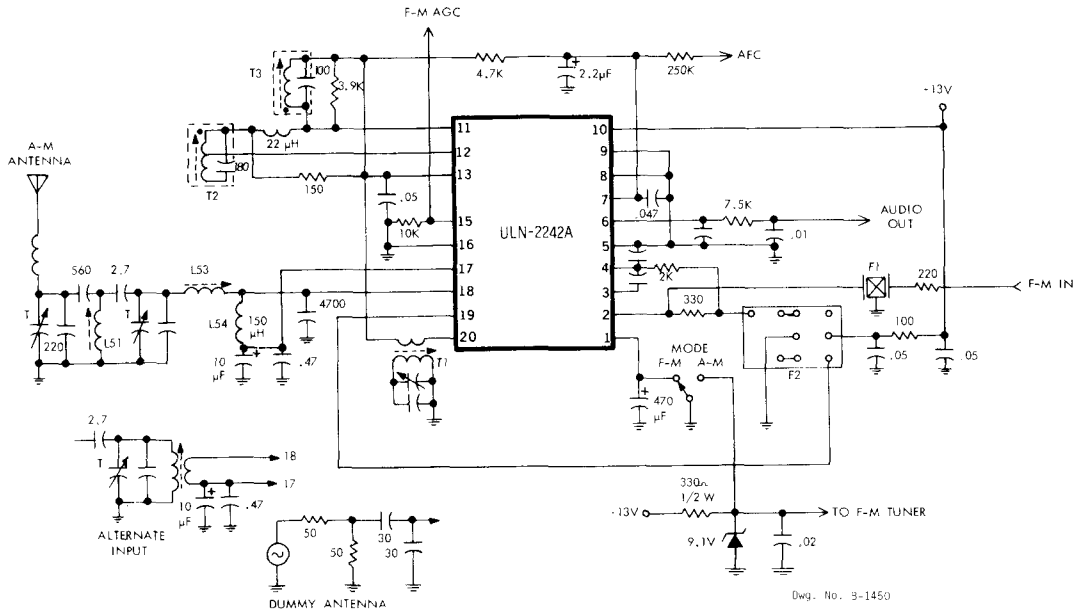 F-M AGC
T3
100
3.9K
4.7K
2.2µF
250K
AFC
-13V
A-M
ANTENNA
T2
180
22 µH
150
.05
10K
11
12
13
15
16
17
18
19
20
ULN-2242A
10
9
8
7
6
5
4
3
2
1
.047
7.5K
.01
AUDIO
OUT
2K
330
F1
220
F-M IN
100
.05
.05
F2
560
2.7
L53
T
220
L51
T
L54
150
µH
4700
10
µF
.47
T1
MODE
F-M A-M
470
µF
2.7
T
18
17
10
µF
.47
ALTERNATE
INPUT
50
50
30
30
DUMMY ANTENNA
330Ω
1/2 W
-13V
TO F-M TUNER
9.1V
.02
Dwg. No. B-1450